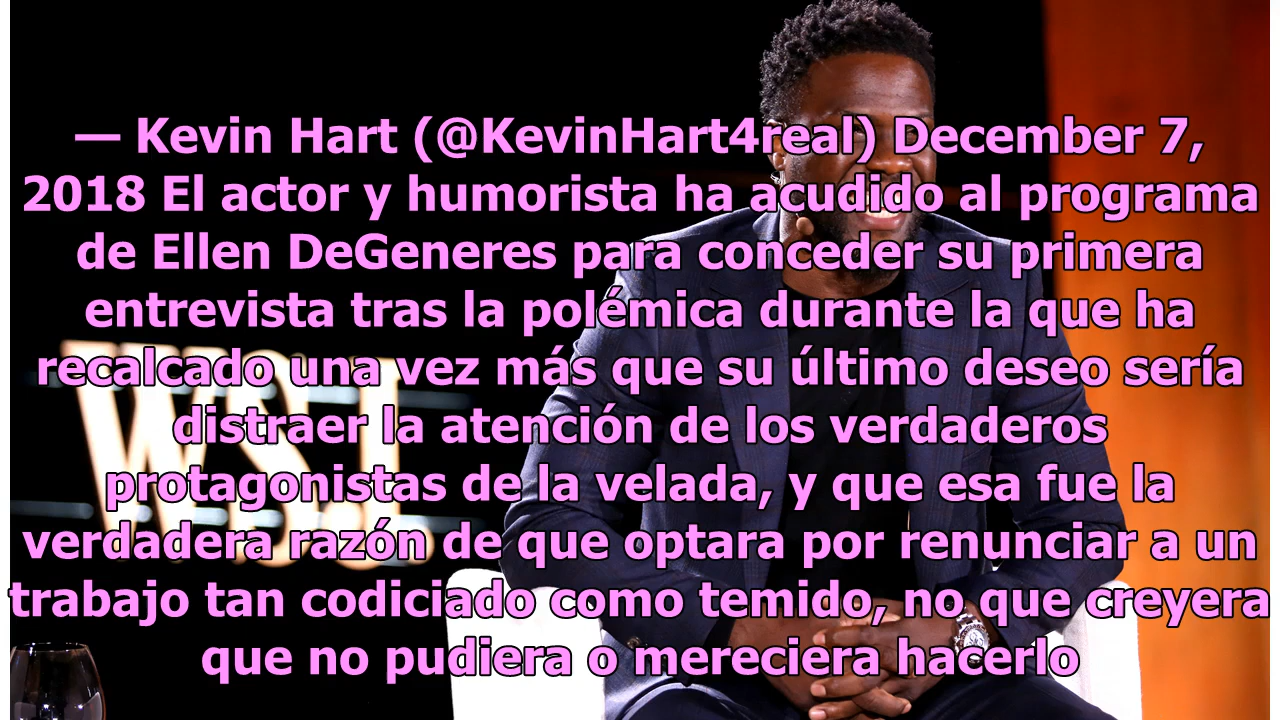 — Kevin Hart (@KevinHart4real) December 7,
2018 El actor y humorista ha acudido al programa
de Ellen DeGeneres para conceder su primera
entrevista tras la polémica durante la que ha
recalcado una vez más que su último deseo sería
distraer la atención de los verdaderos
protagonistas de la velada, y que esa fue la
verdadera razón de que optara por renunciar a un
trabajo tan codiciado como temido, no que creyera
que no pudiera o mereciera hacerlo
WSJ